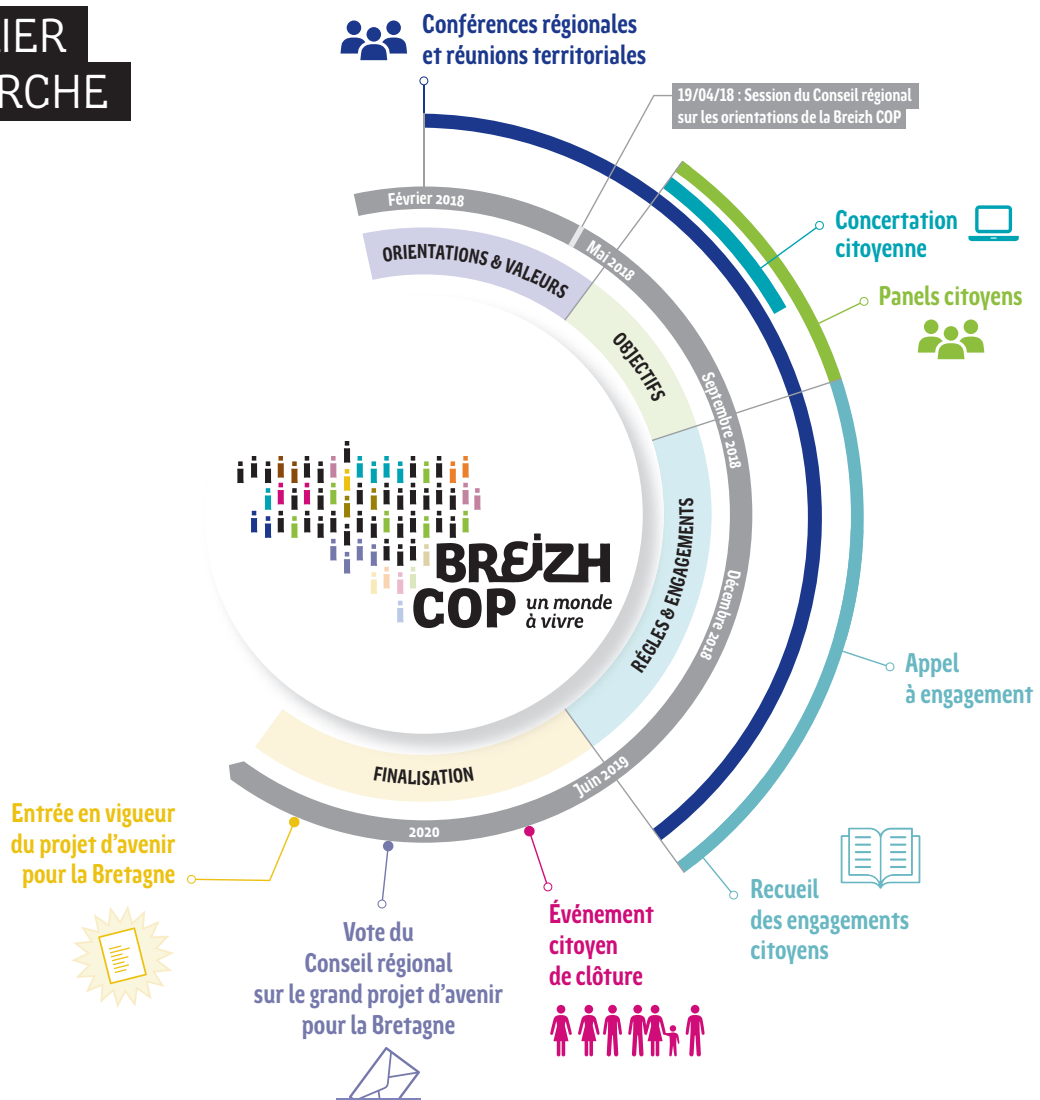 LIER
RCHE
Conférences régionales
et réunions territoriales
19/04/18 : Session du Conseil régional
sur les orientations de la Breizh COP
Février 2018
ORIENTATIONS & VALEURS
Mai 2018
Concertation
citoyenne
Panels citoyens
OBJECTIFS
Septembre 2018
BREIZH
COP un monde
à vivre
RÉGLES & ENGAGEMENTS
Décembre 2018
Appel
à engagement
FINALISATION
Juin 2019
2020
Entrée en vigueur
du projet d'avenir
pour la Bretagne
Vote du
Conseil régional
sur le grand projet d'avenir
pour la Bretagne
Événement
citoyen
de clôture
Recueil
des engagements
citoyens